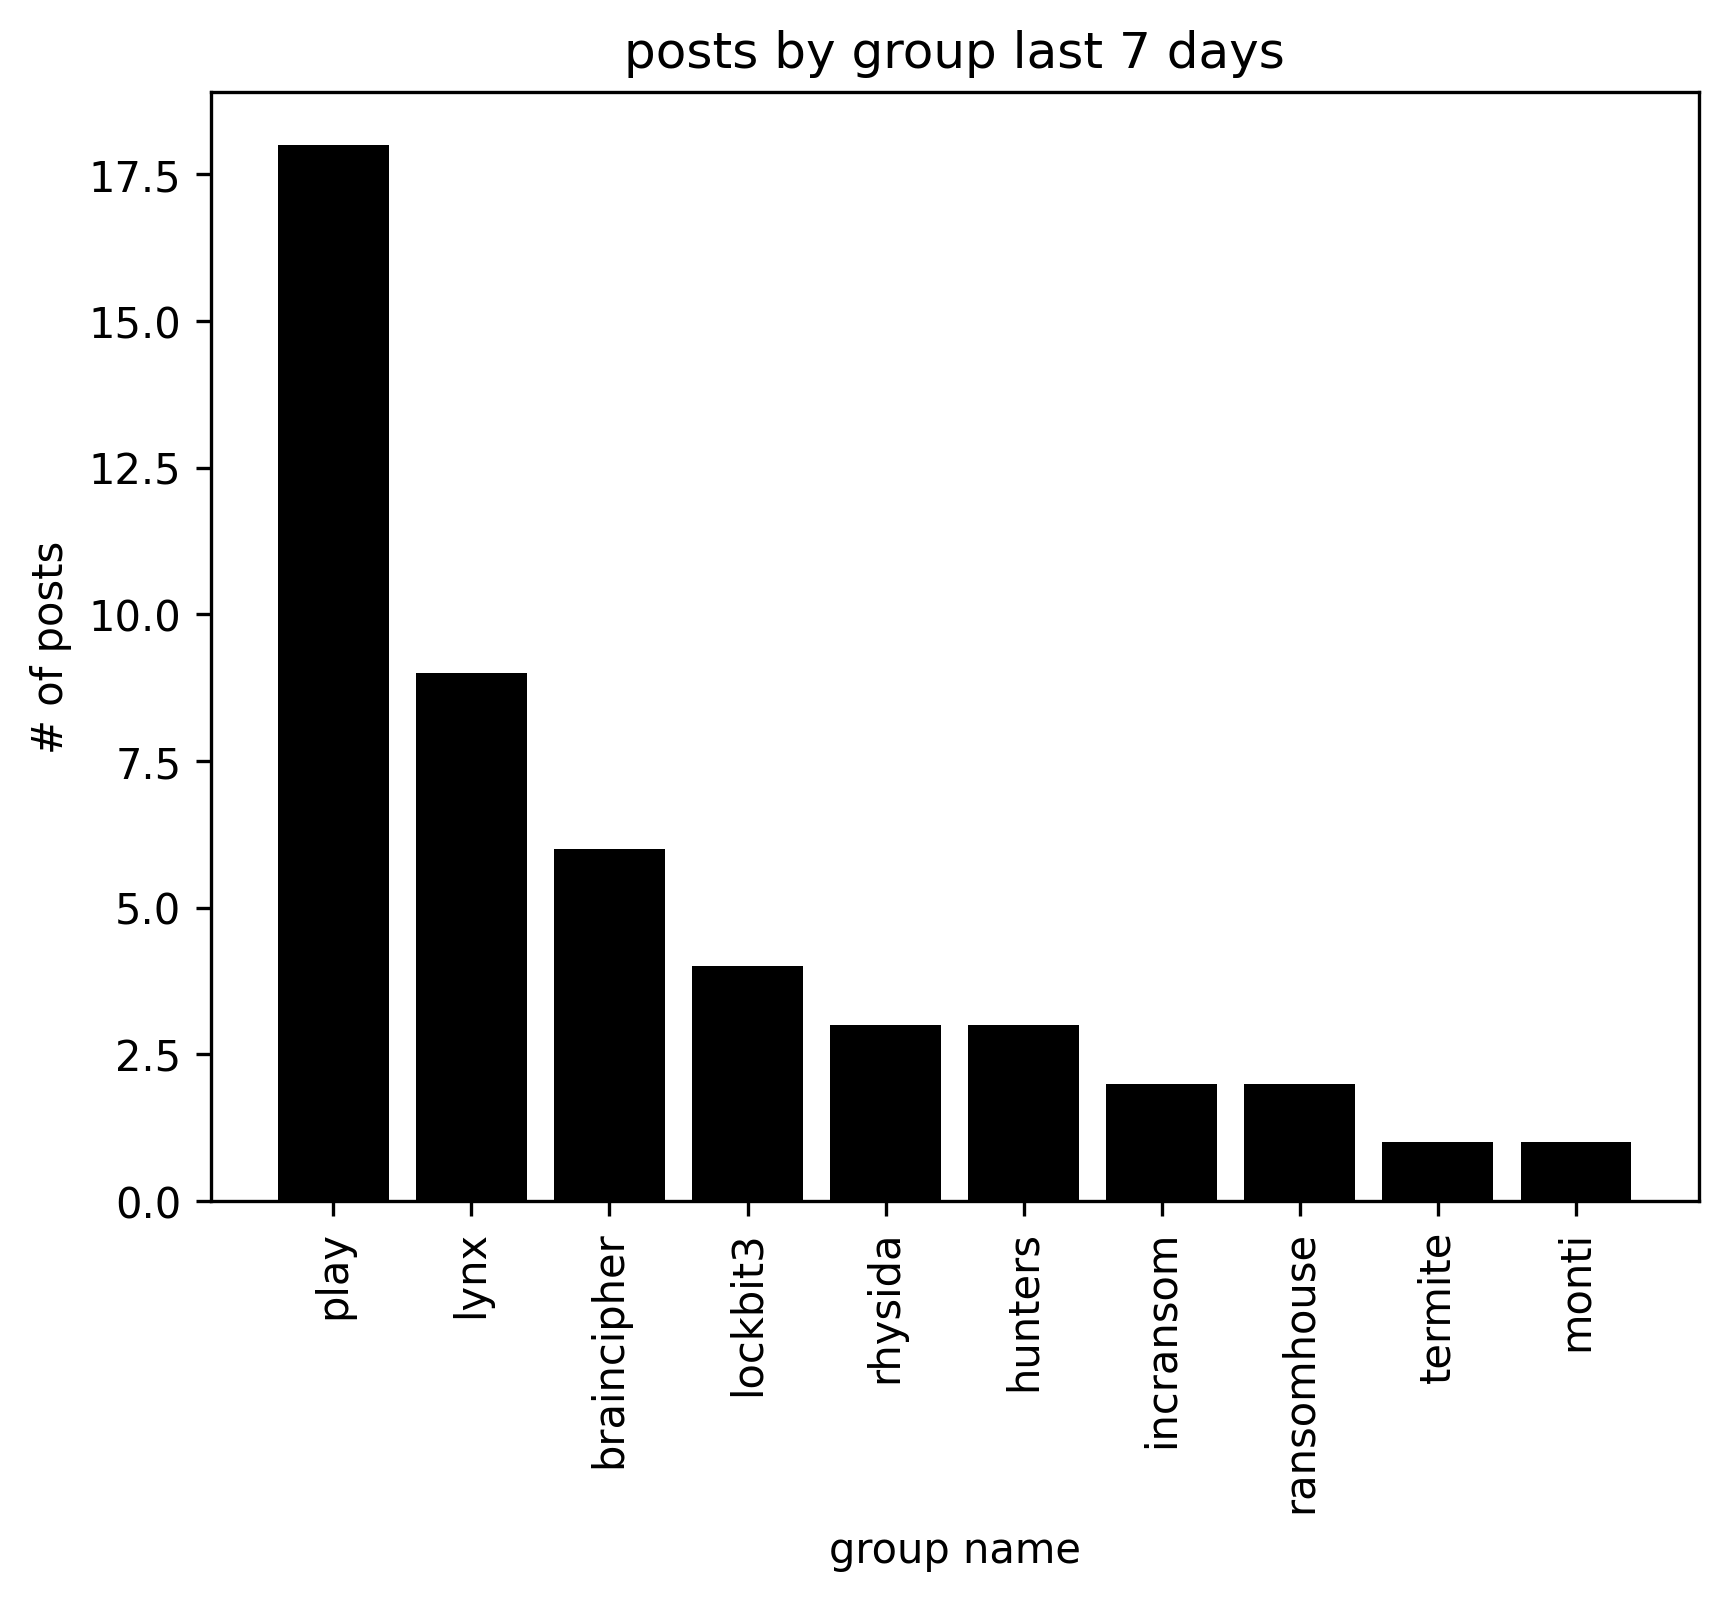 posts by group last 7 days
# of posts
17.5
15.0
12.5
10.0
7.5
5.0
2.5
0.0
play
lynx
braincipher
lockbit3
rhysida
hunters
incransom
ransomhouse
termite
monti
group name